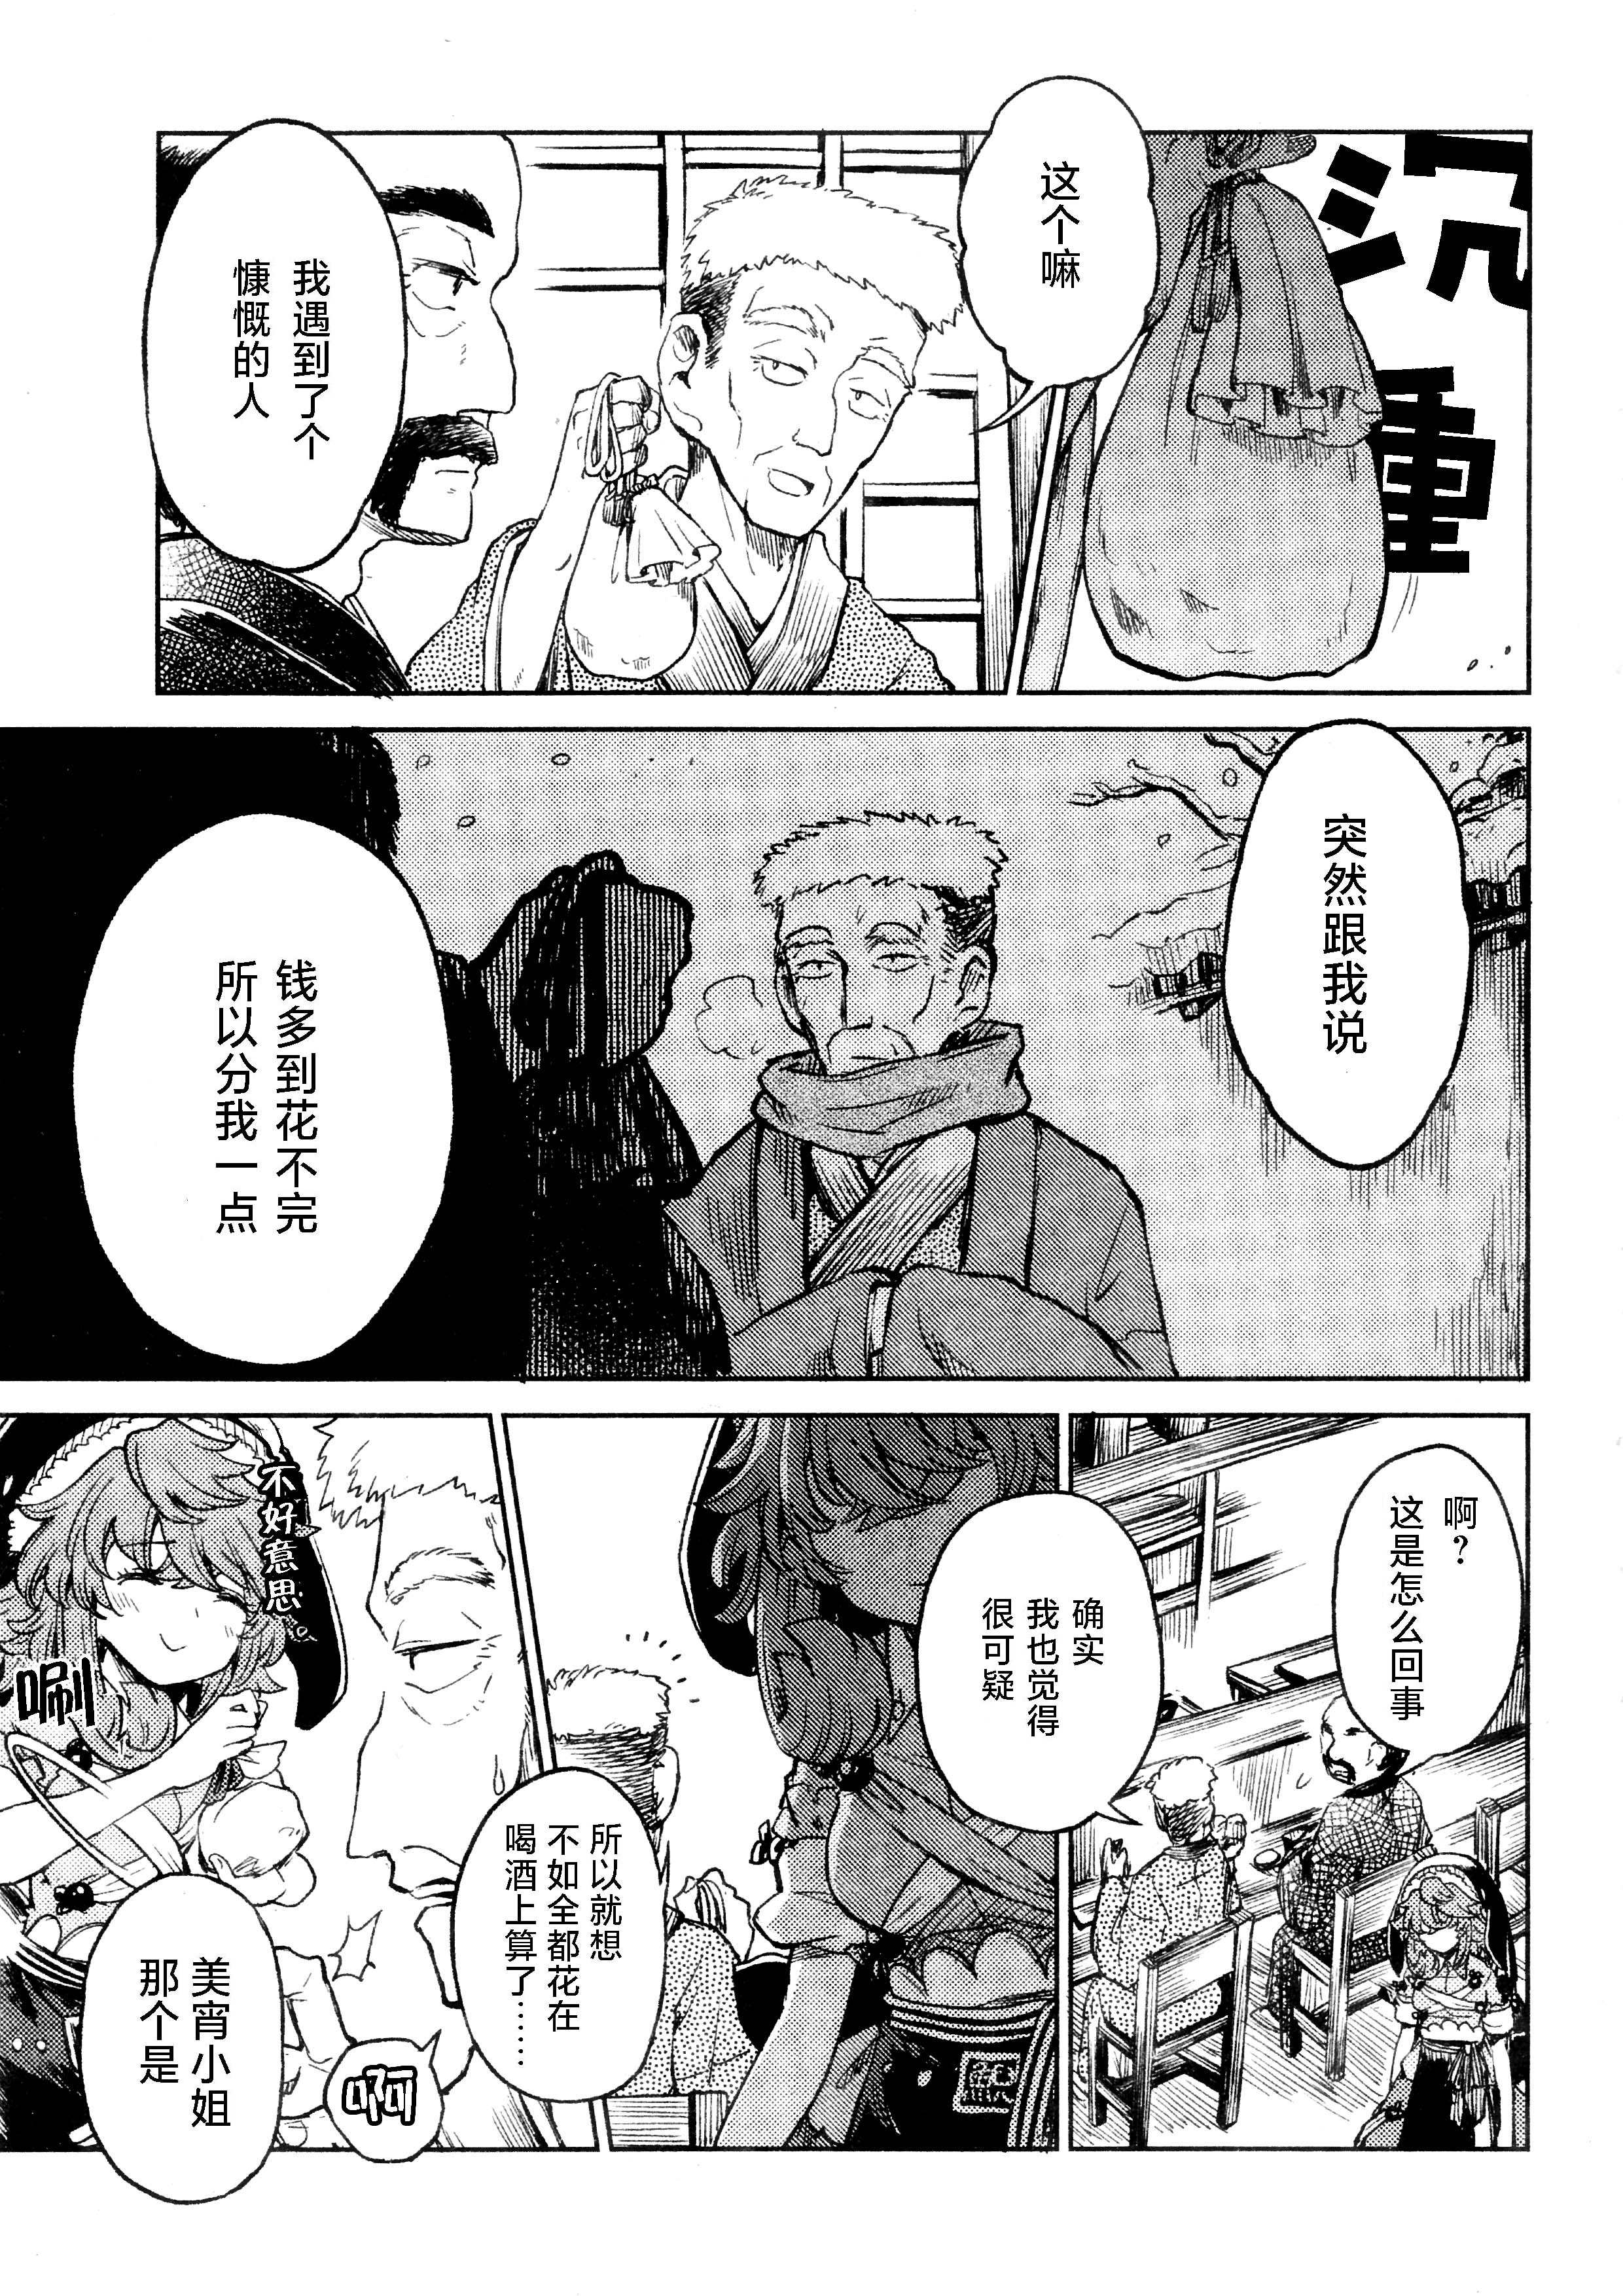 沉重
这个嘛
我遇到了个
慷慨的人
突然跟我说
钱多到花不完
所以分我一点
啊？
这是怎么回事
确实
我也觉得
很可疑
所以就想
不如全都花在
喝酒上算了……
不好意思
唰
啊
美宵小姐
那个是